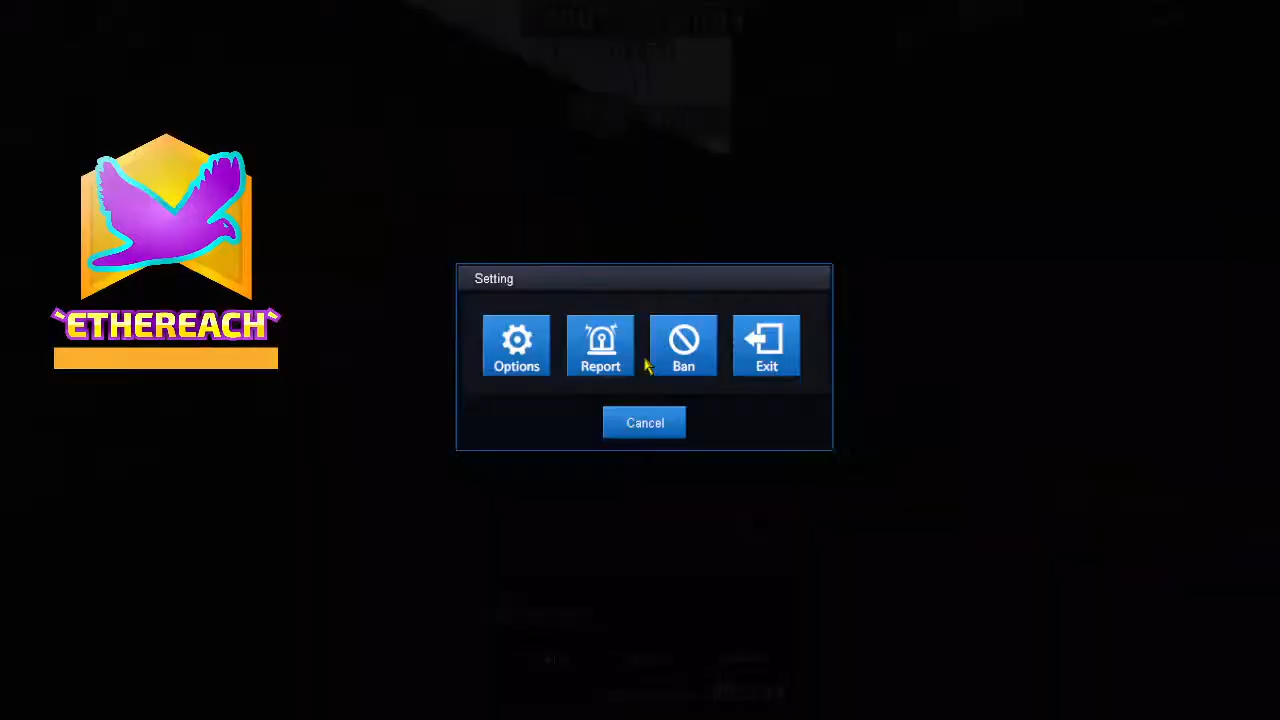 Setting
`ETHEREACH`
Options
Report
Ban
Exit
Cancel